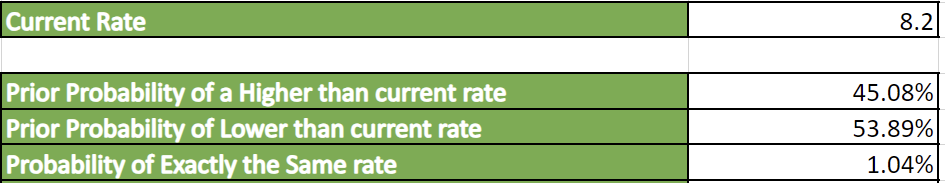 Current Rate 8.2
Prior Probability of a Higher than current rate 45.08%
Prior Probability of Lower than current rate 53.89%
Probability of Exactly the Same rate 1.04%